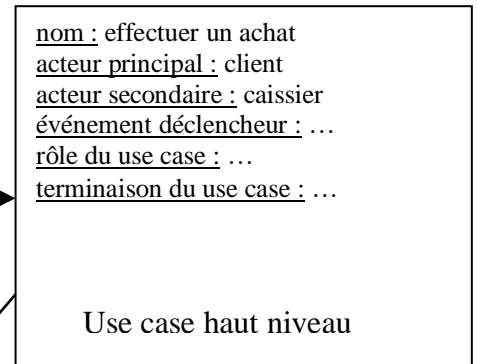 nom : effectuer un achat
acteur principal : client
acteur secondaire : caissier
événement déclencheur : …
rôle du use case : …
terminaison du use case : …
Use case haut niveau